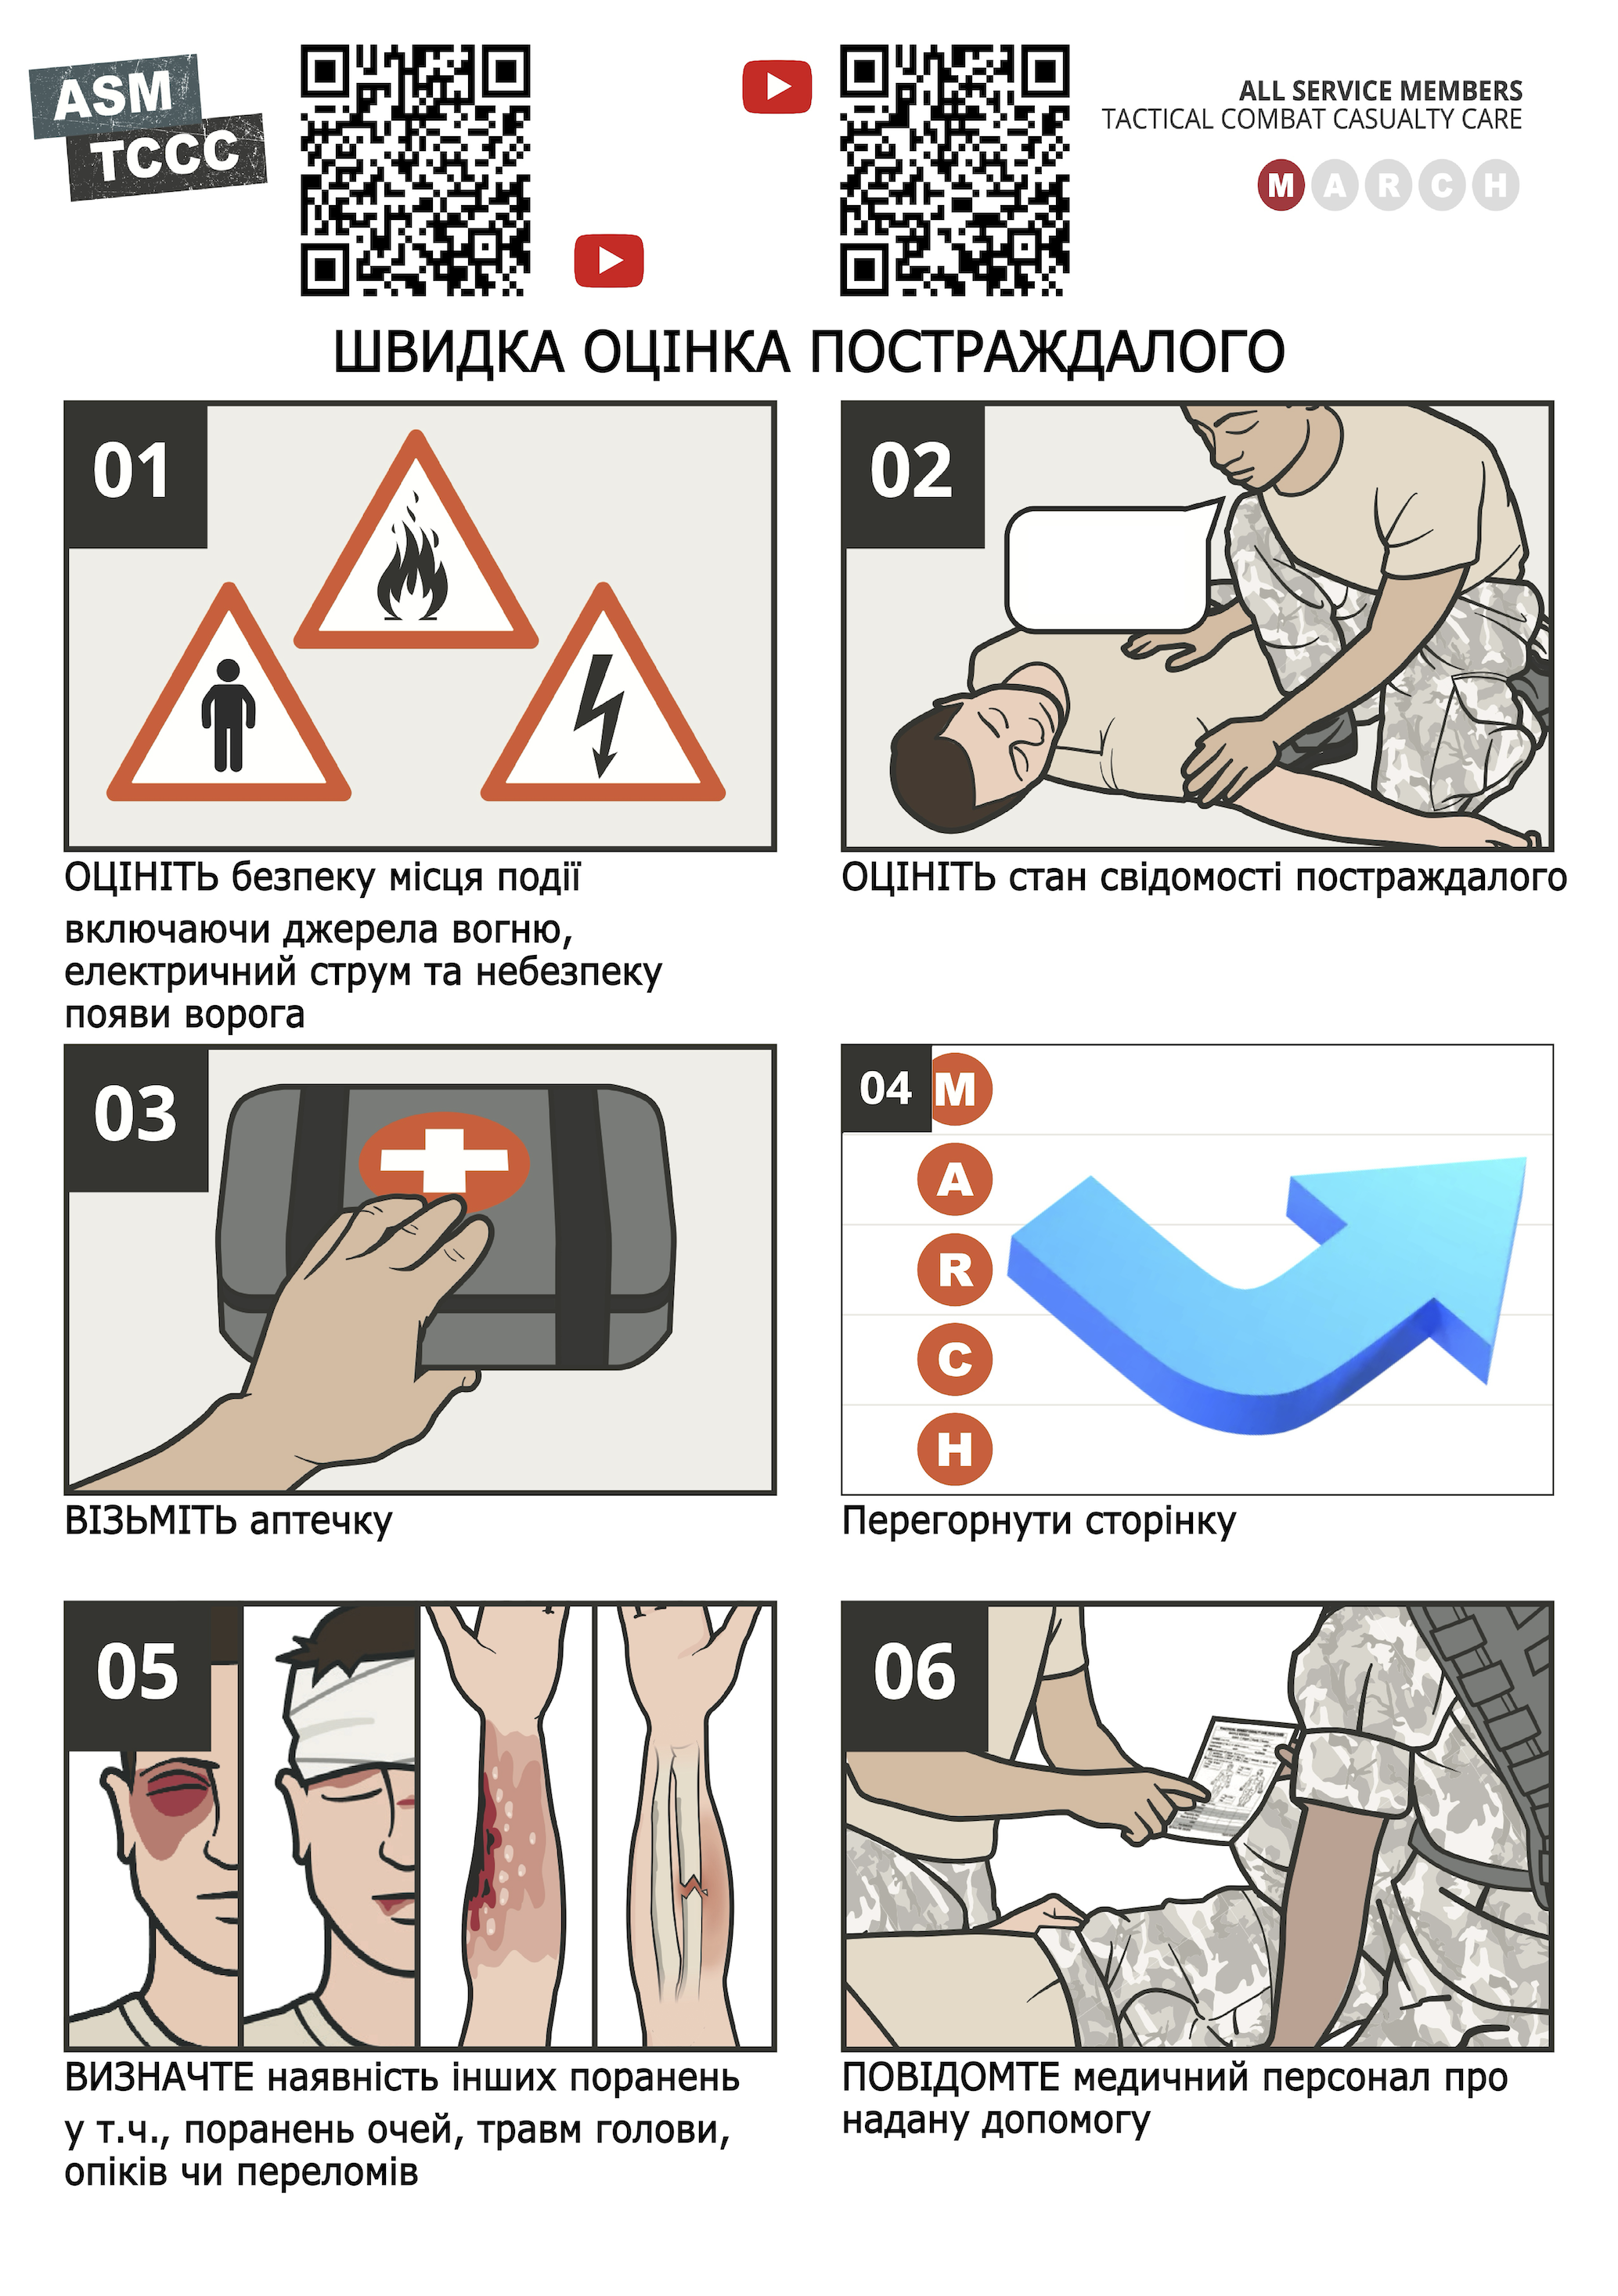 ASM
TCCC
ALL SERVICE MEMBERS
TACTICAL COMBAT CASUALTY CARE
M A R C H
ШВИДКА ОЦІНКА ПОСТРАЖДАЛОГО
01
ОЦІНІТЬ безпеку місця події
включаючи джерела вогню,
електричний струм та небезпеку
появи ворога
02
ОЦІНІТЬ стан свідомості постраждалого
03
ВІЗЬМІТЬ аптечку
04
M
A
R
C
H
Перегорнути сторінку
05
ВИЗНАЧТЕ наявність інших поранень
у т.ч., поранень очей, травм голови,
опіків чи переломів
06
ПОВІДОМТЕ медичний персонал про
надану допомогу